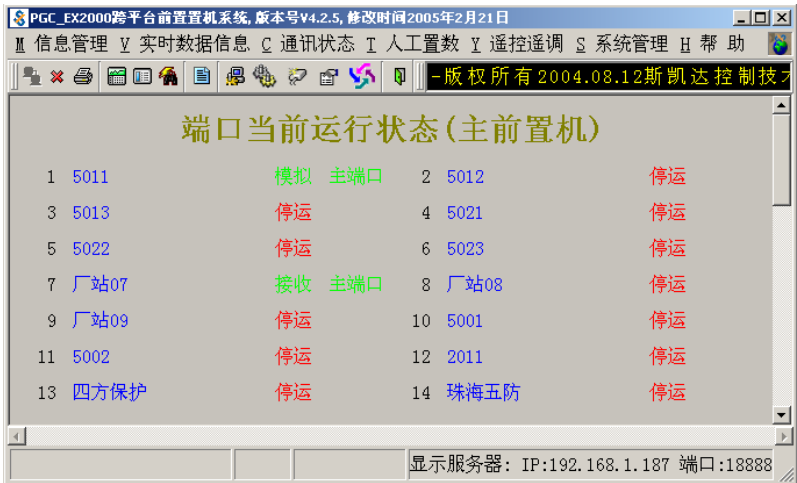 PGC_EX2000跨平台前置置机系统, 版本号V4.2.5, 修改时间2005年2月21日
M 信息管理 V 实时数据信息 C 通讯状态 T 人工置数 Y 遥控遥调 S 系统管理 H 帮 助
-版权所有2004.08.12斯凯达控制技
端口当前运行状态(主前置机)
1 5011 模拟 主端口 2 5012 停运
3 5013 停运 4 5021 停运
5 5022 停运 6 5023 停运
7 厂站07 接收 主端口 8 厂站08 停运
9 厂站09 停运 10 5001 停运
11 5002 停运 12 2011 停运
13 四方保护 停运 14 珠海五防 停运
显示服务器: IP:192.168.1.187 端口:18888